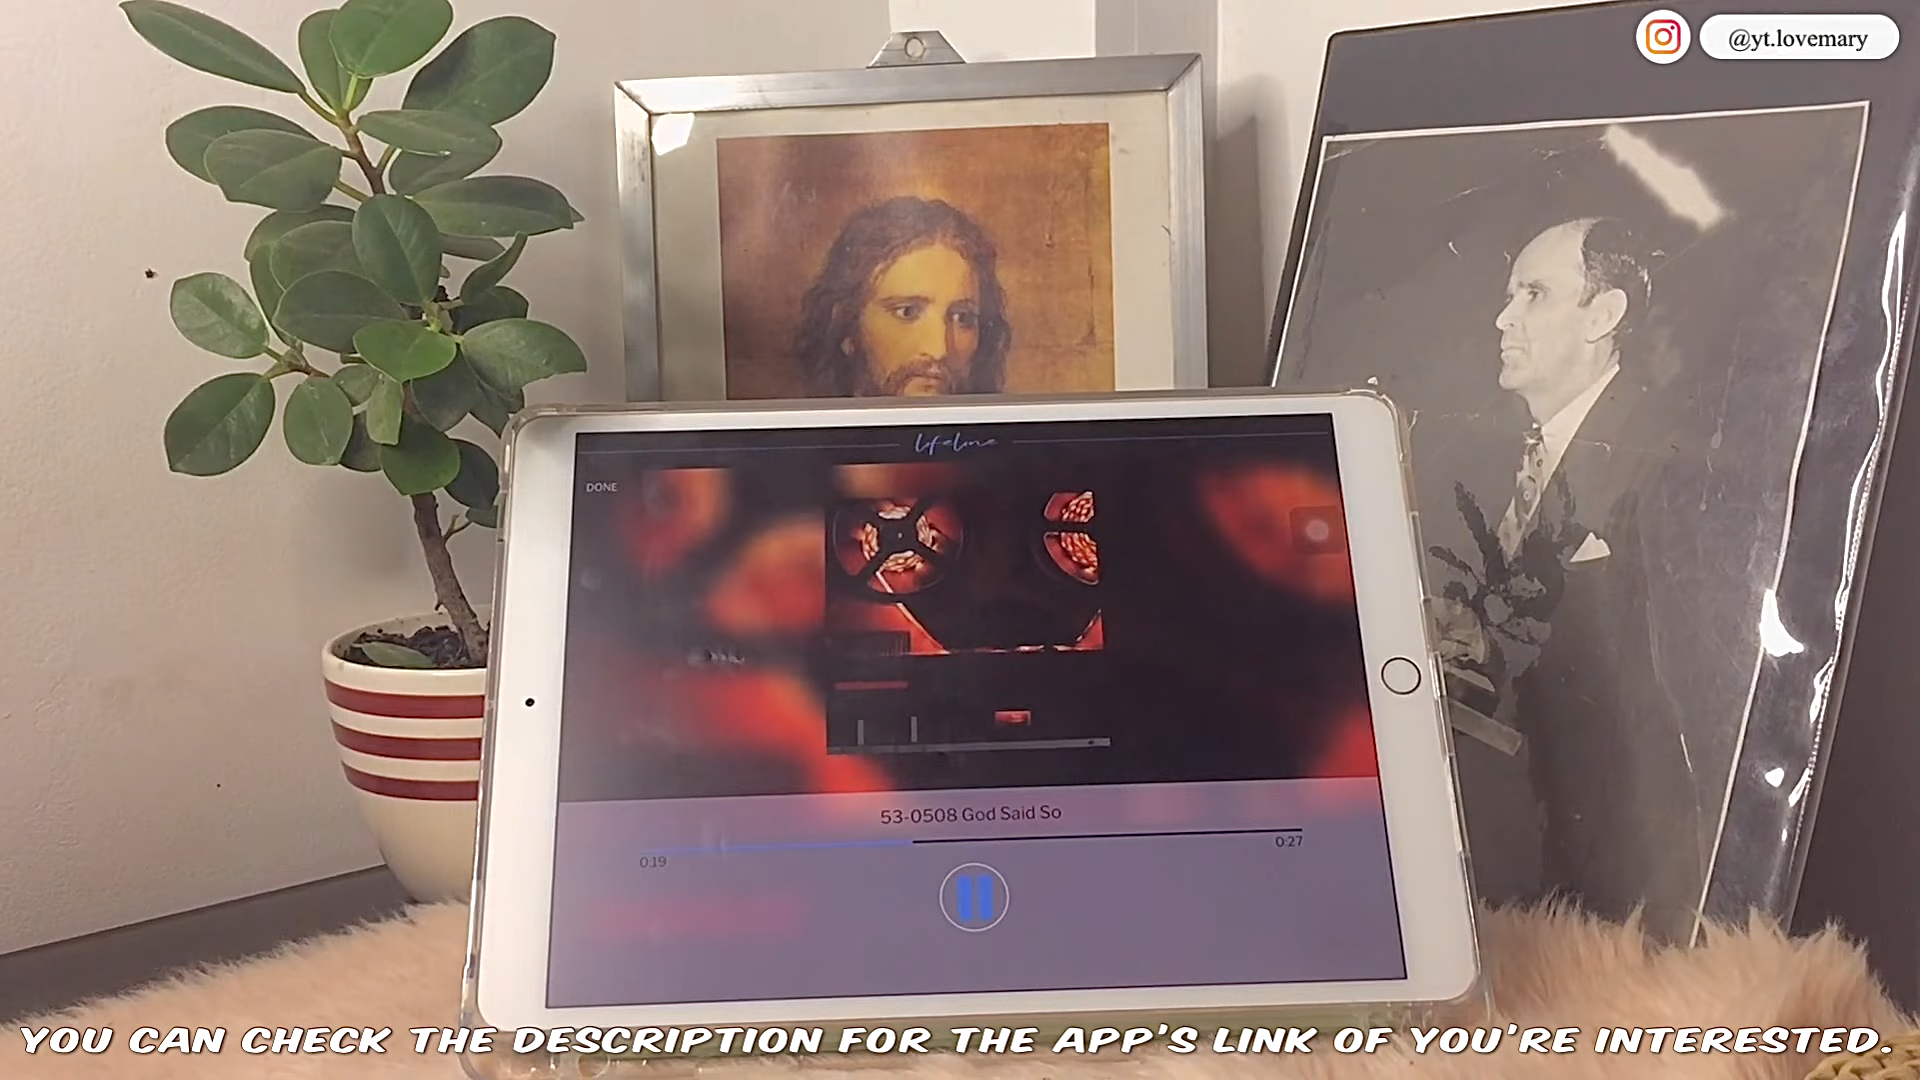 @yt.lovemary
lifeline
DONE
53-0508 God Said So
0:19
0:27
YOU CAN CHECK THE DESCRIPTION FOR THE APP'S LINK OF YOU'RE INTERESTED.